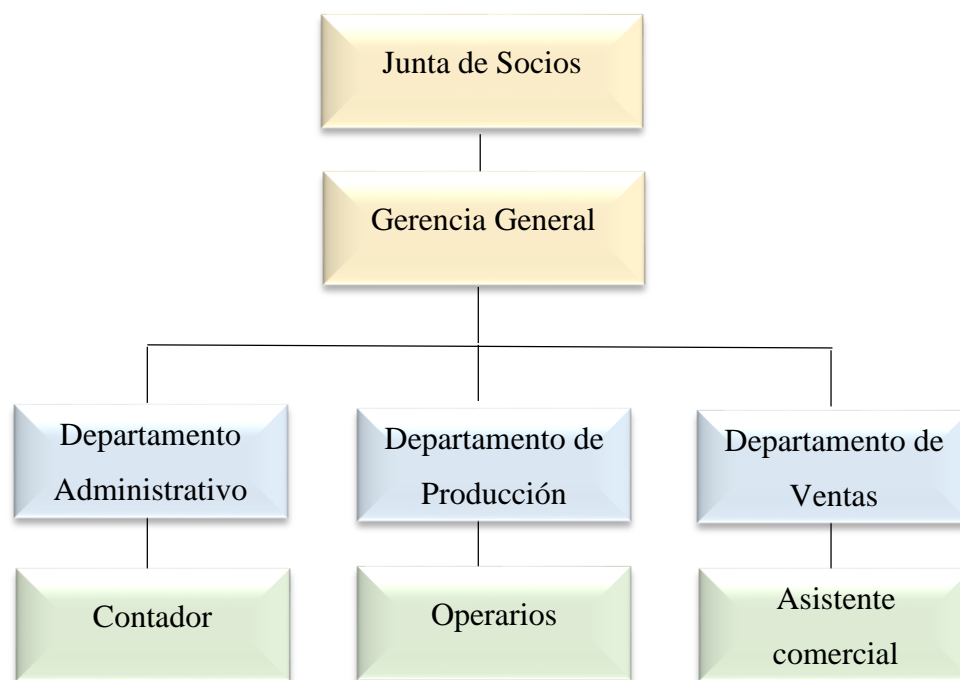 Junta de Socios
Gerencia General
Departamento
Administrativo
Departamento de
Producción
Departamento de
Ventas
Contador
Operarios
Asistente
comercial